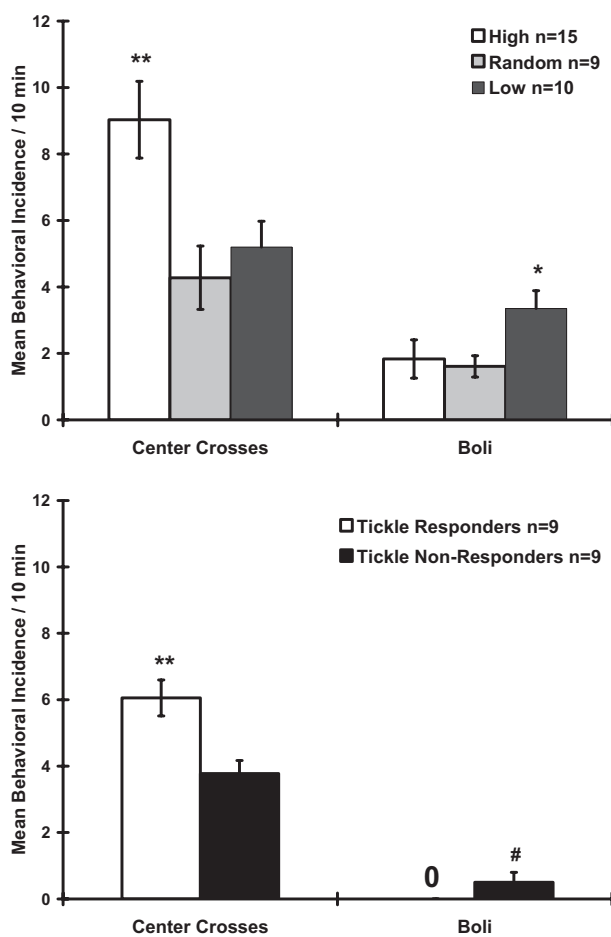 12
10
8
6
4
2
0
Mean Behavioral Incidence / 10 min
**
*
High n=15
Random n=9
Low n=10
Center Crosses
Boli
12
10
8
6
4
2
0
Mean Behavioral Incidence / 10 min
**
0
#
Tickle Responders n=9
Tickle Non-Responders n=9
Center Crosses
Boli